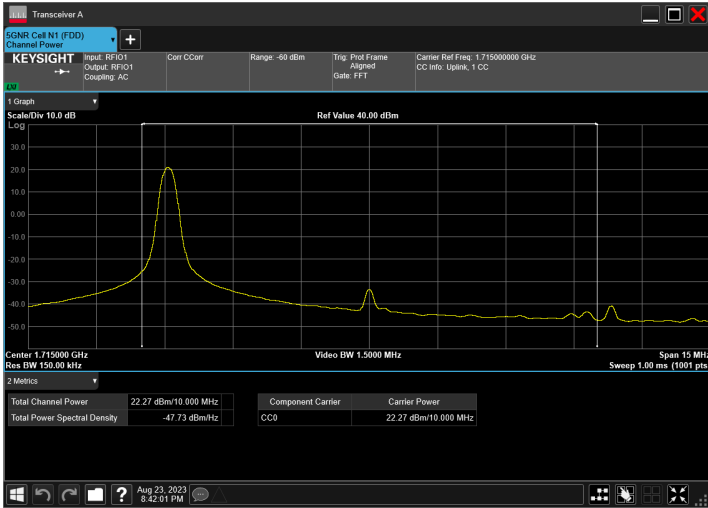 Transceiver A
5GNR Cell N1 (FDD)
Channel Power
KEYSIGHT
Input: RFIO1
Output: RFIO1
Coupling: AC
Corr CCorr
Range: -60 dBm
Trig: Prot Frame
Aligned
Gate: FFT
Carrier Ref Freq: 1.715000000 GHz
CC Info: Uplink, 1 CC
LXI
1 Graph
Scale/Div 10.0 dB
Ref Value 40.00 dBm
Log
30.0
20.0
10.0
0.00
-10.0
-20.0
-30.0
-40.0
-50.0
Center 1.715000 GHz
Video BW 1.5000 MHz
Span 15 MHz
Res BW 150.00 kHz
Sweep 1.00 ms (1001 pts
2 Metrics
Total Channel Power 22.27 dBm/10.000 MHz
Total Power Spectral Density -47.73 dBm/Hz
Component Carrier Carrier Power
CC0 22.27 dBm/10.000 MHz
Aug 23, 2023
8:42:01 PM